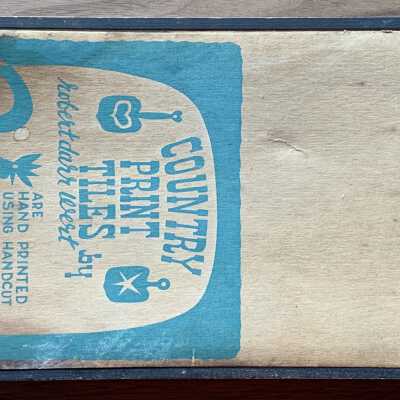 COUNTRY
PRINT
TILES by
robert darr wert
ARE
HAND PRINTED
USING HANDCUT